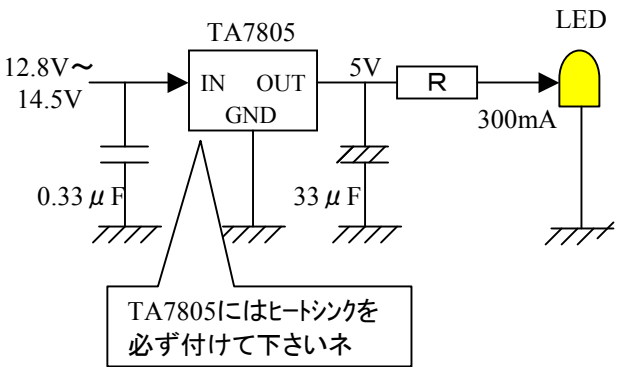 LED
TA7805
12.8V～
14.5V
IN OUT
GND
5V
R
300mA
0.33μF
33μF
TA7805にはヒートシンクを
必ず付けて下さいネ